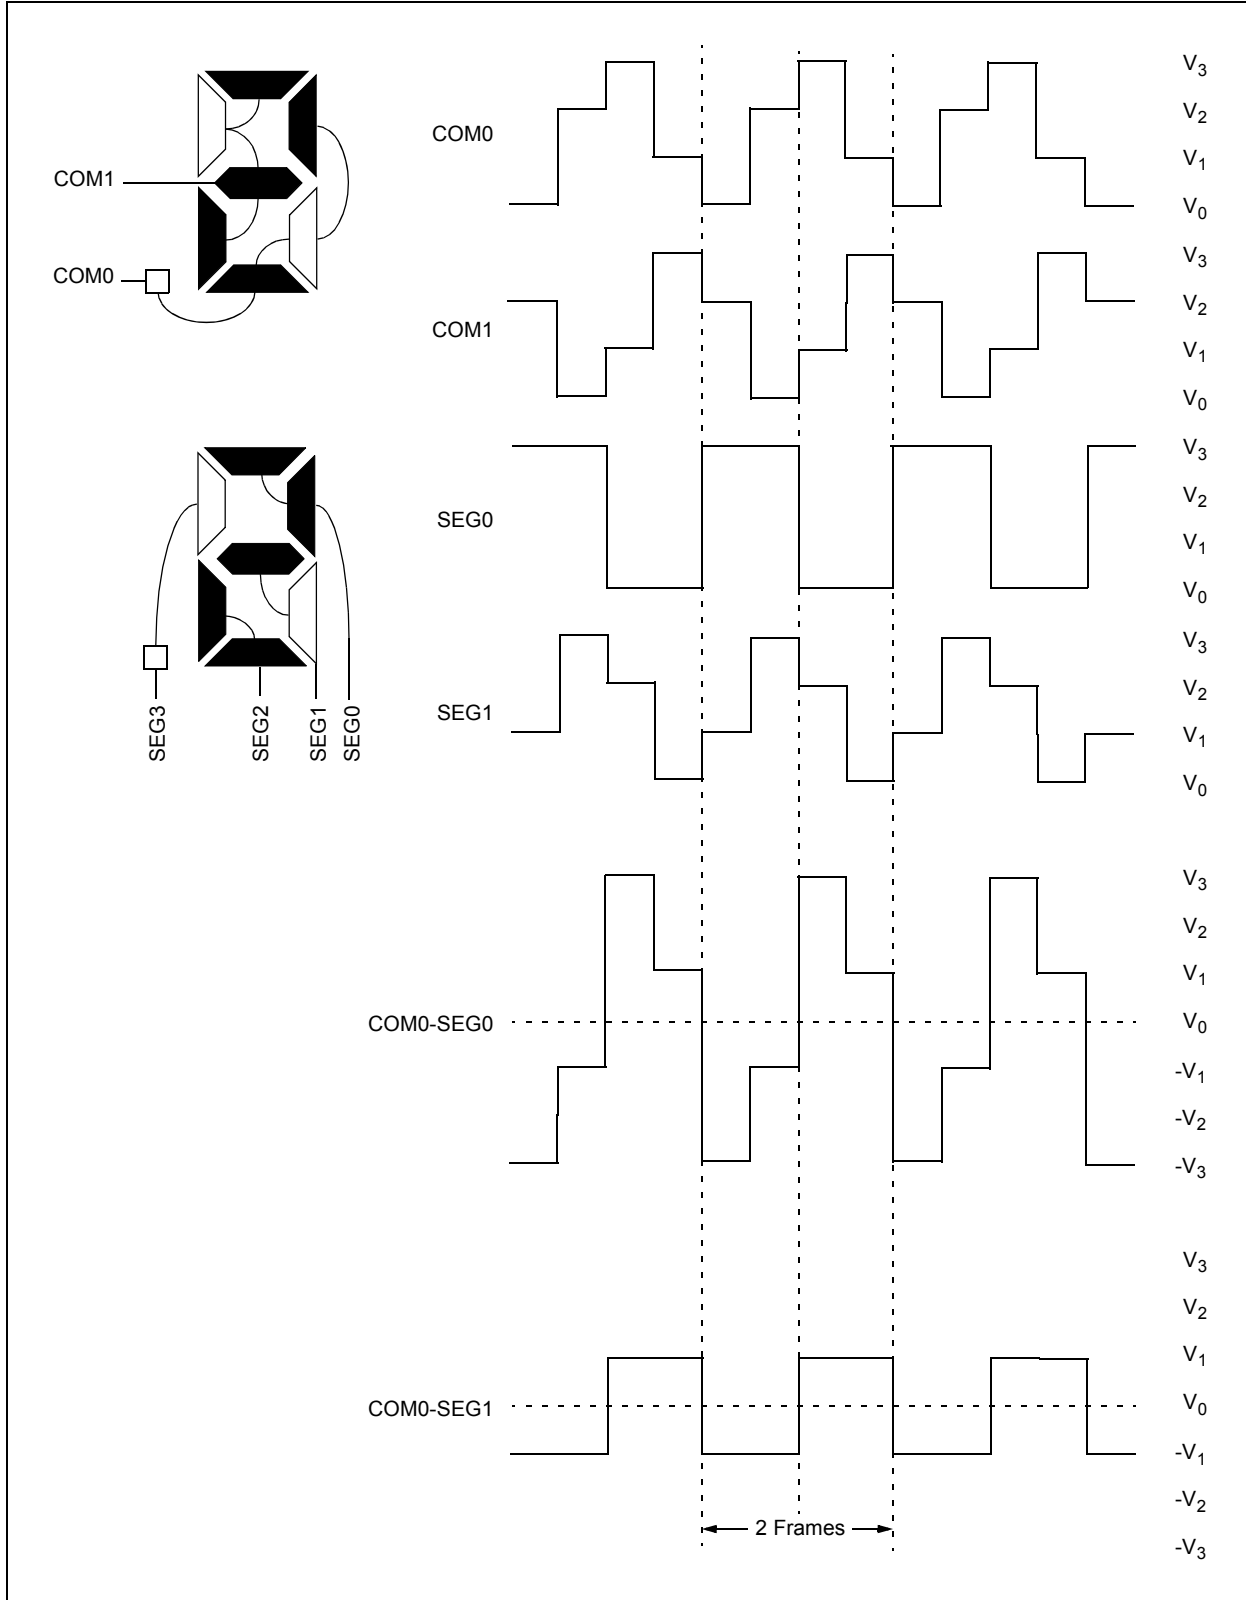 COM1
COM0
SEG3
SEG2
SEG1
SEG0
COM0
V3
V2
V1
V0
COM1
V3
V2
V1
V0
SEG0
V3
V2
V1
V0
SEG1
V3
V2
V1
V0
COM0-SEG0
V3
V2
V1
V0
-V1
-V2
-V3
COM0-SEG1
V3
V2
V1
V0
-V1
-V2
-V3
2 Frames